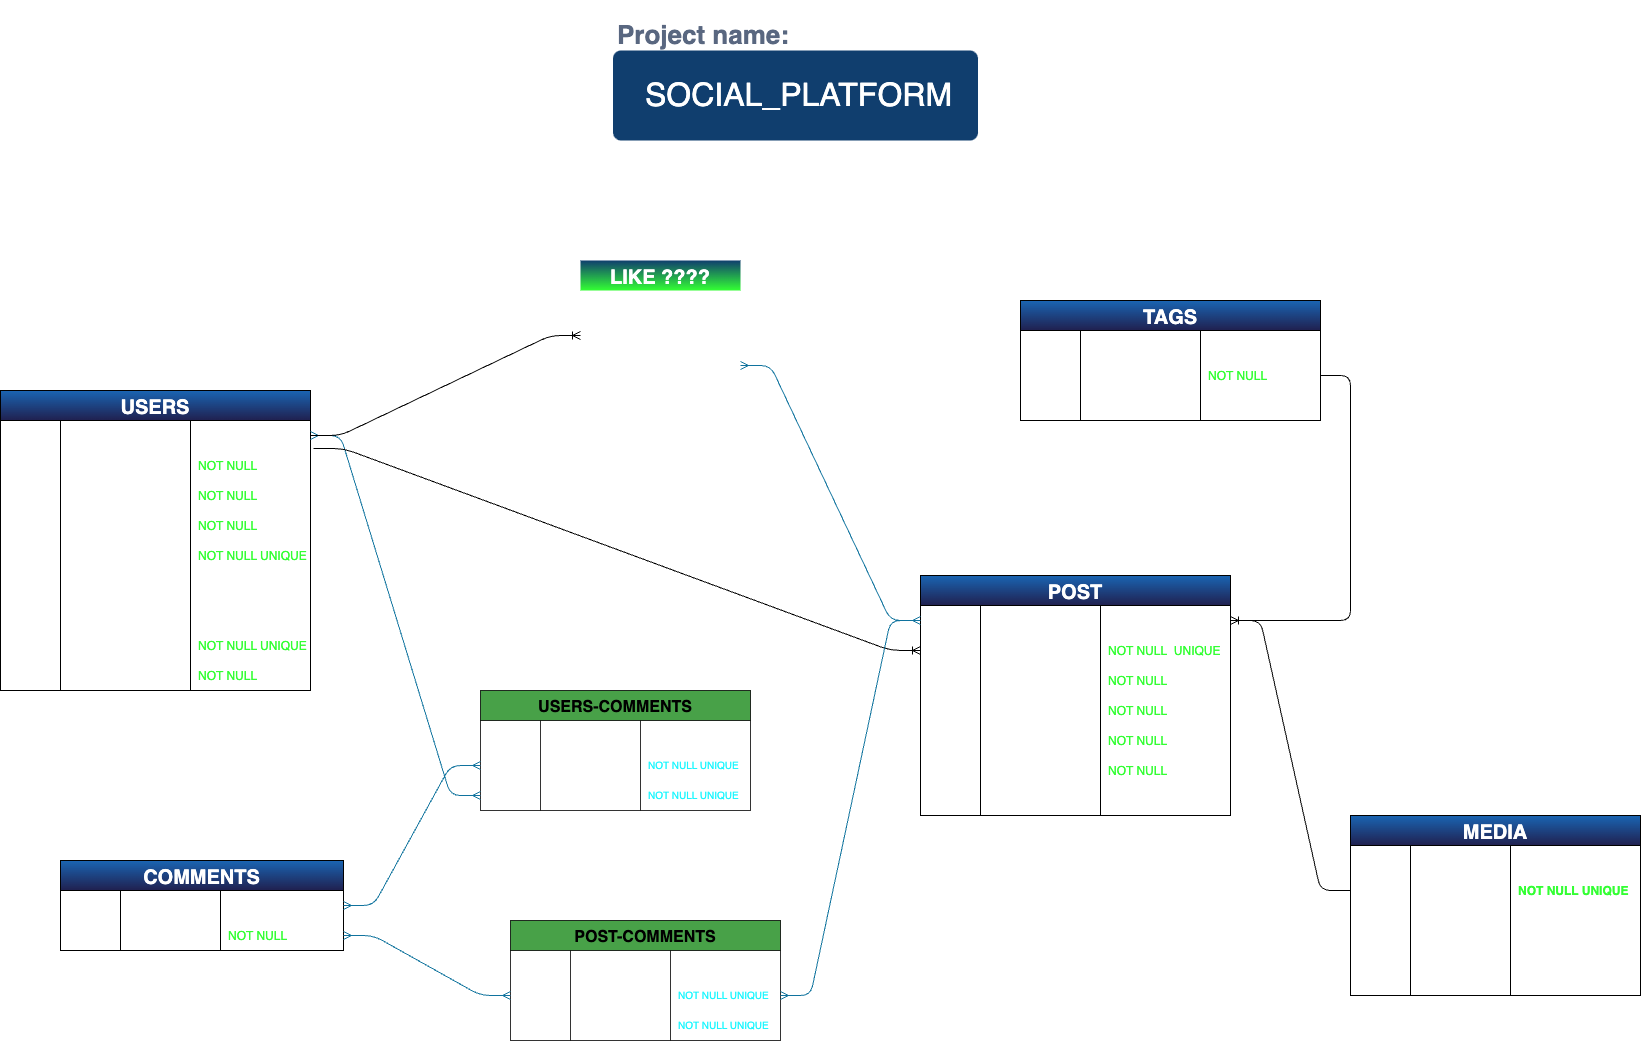 Project name:
SOCIAL_PLATFORM
LIKE ????
TAGS
NOT NULL
USERS
NOT NULL
NOT NULL
NOT NULL
NOT NULL UNIQUE
NOT NULL UNIQUE
NOT NULL
POST
NOT NULL  UNIQUE
NOT NULL
NOT NULL
NOT NULL
NOT NULL
USERS-COMMENTS
NOT NULL UNIQUE
NOT NULL UNIQUE
MEDIA
NOT NULL UNIQUE
COMMENTS
NOT NULL
POST-COMMENTS
NOT NULL UNIQUE
NOT NULL UNIQUE